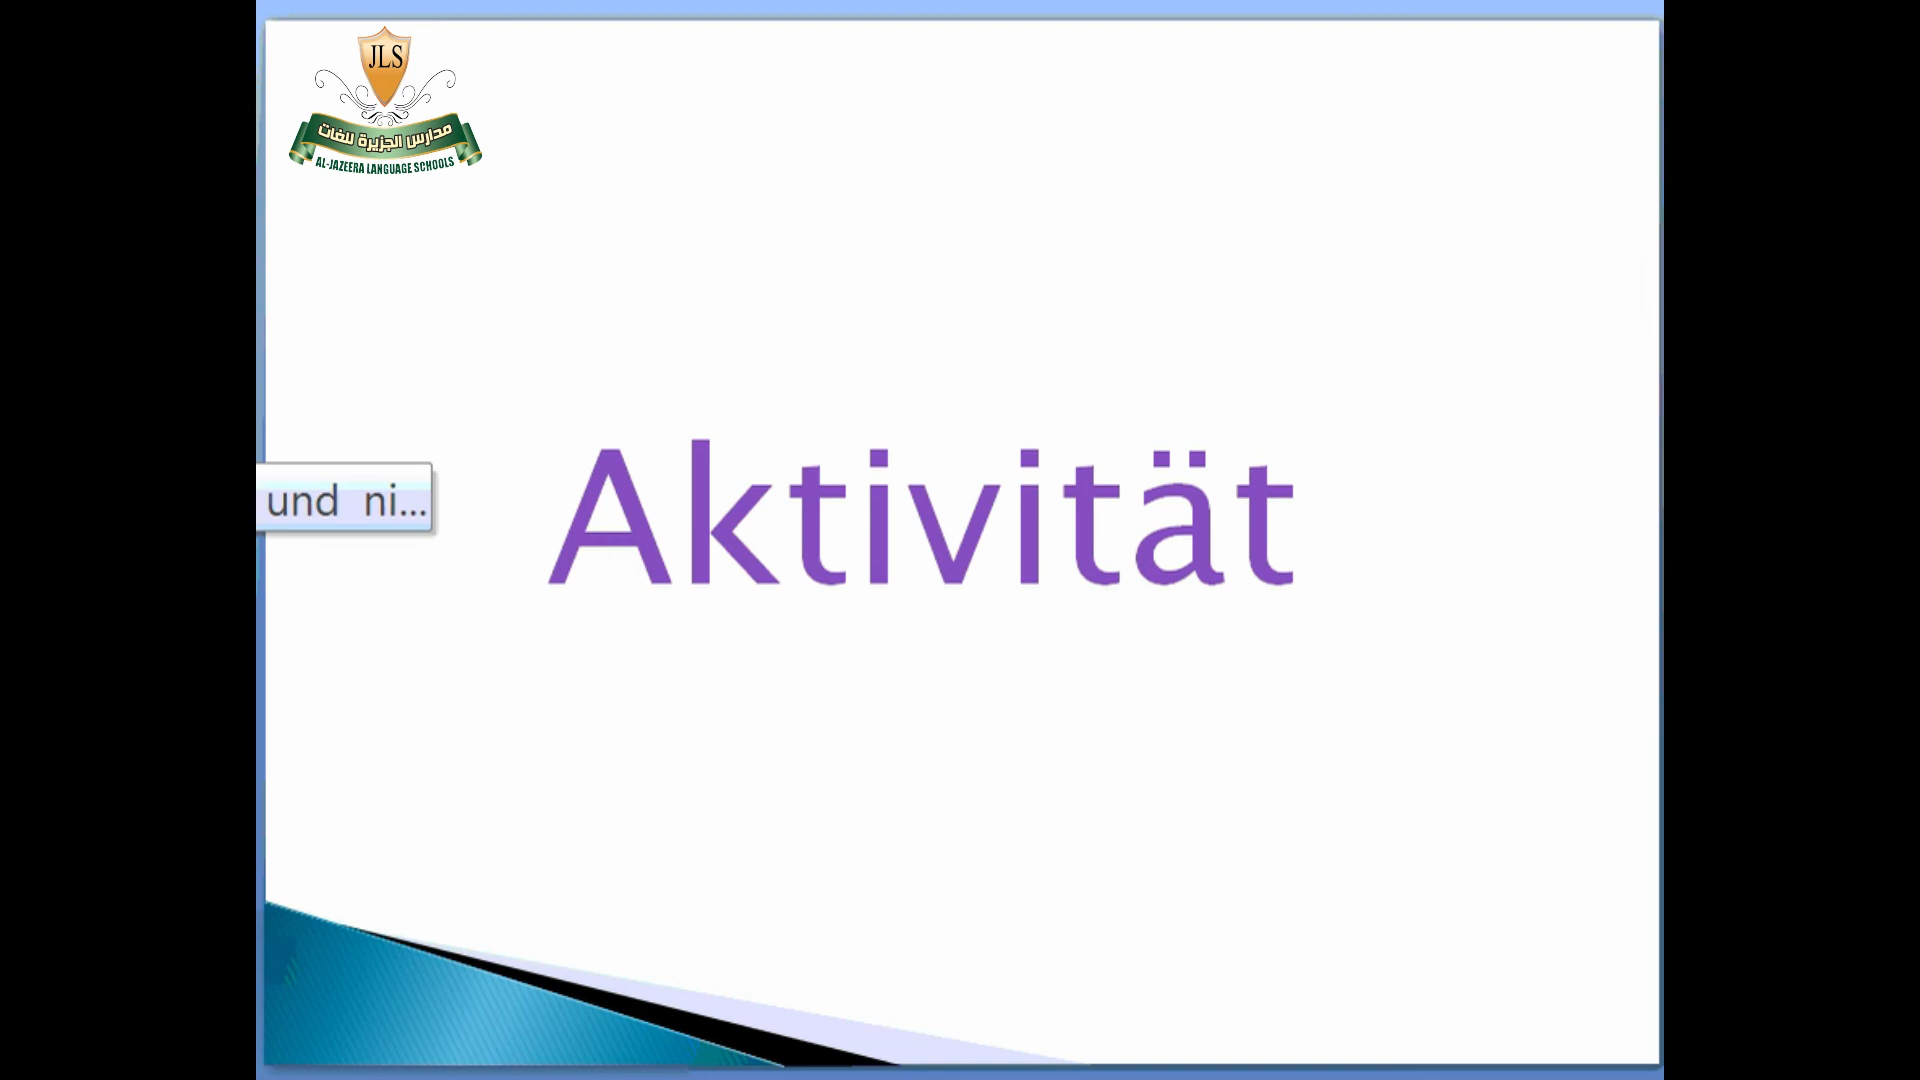 JLS
مدارس الجزيرة للغات
AL-JAZEERA LANGUAGE SCHOOLS
und ni...
Aktivität